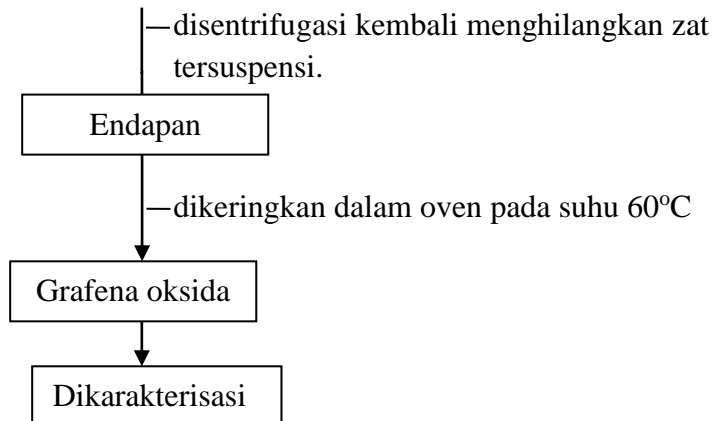 disentrifugasi kembali menghilangkan zat
tersuspensi.
Endapan
dikeringkan dalam oven pada suhu 60°C
Grafena oksida
Dikarakterisasi